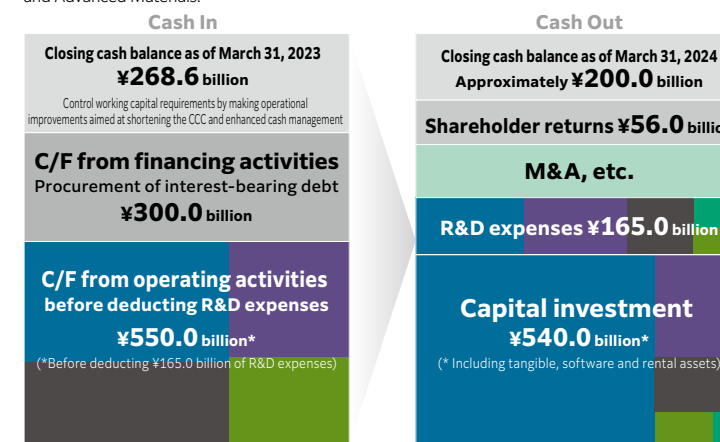 and Advanced Materials.
Cash In
Closing cash balance as of March 31, 2023
¥268.6 billion
Control working capital requirements by making operational
improvements aimed at shortening the CCC and enhanced cash management
C/F from financing activities
Procurement of interest-bearing debt
¥300.0 billion
C/F from operating activities
before deducting R&D expenses
¥550.0 billion*
(*Before deducting ¥165.0 billion of R&D expenses)
Cash Out
Closing cash balance as of March 31, 2024
Approximately ¥200.0 billion
Shareholder returns ¥56.0
M&A, etc.
R&D expenses ¥165.0 billion
Capital investment
¥540.0 billion*
(* Including tangible, software and rental assets)